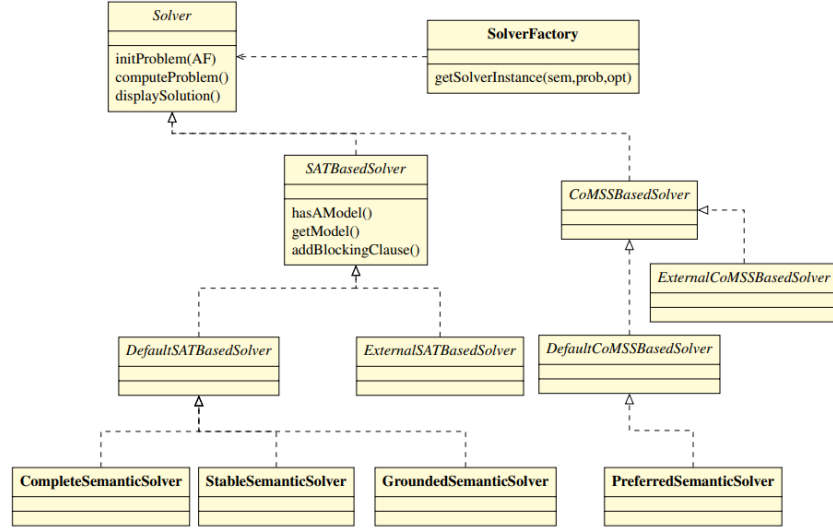 Solver
initProblem(AF)
computeProblem()
displaySolution()
SolverFactory
getSolverInstance(sem,prob,opt)
SATBasedSolver
hasAModel()
getModel()
addBlockingClause()
CoMSSBasedSolver
ExternalCoMSSBasedSolver
DefaultSATBasedSolver
ExternalSATBasedSolver
DefaultCoMSSBasedSolver
CompleteSemanticSolver
StableSemanticSolver
GroundedSemanticSolver
PreferredSemanticSolver